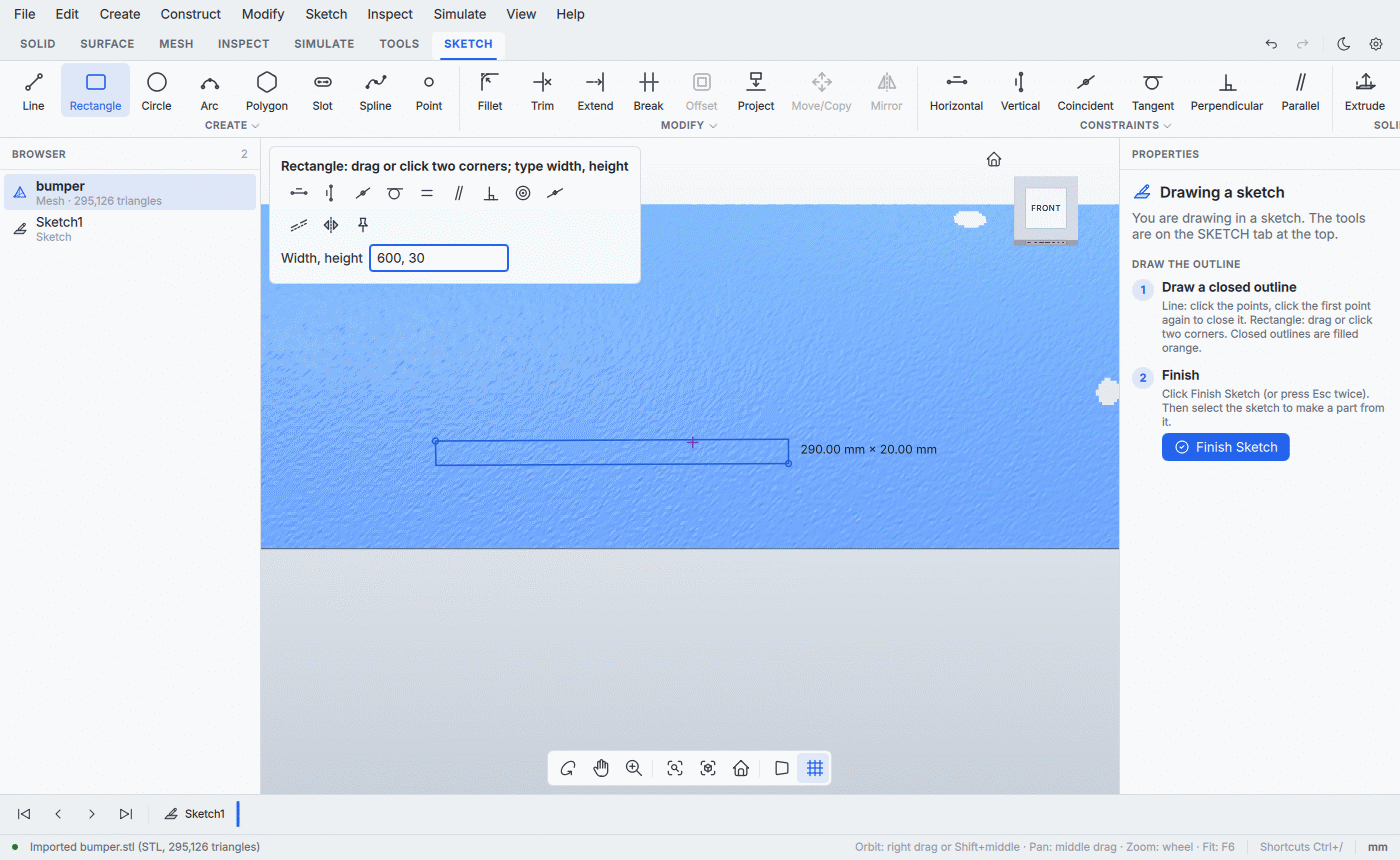 File Edit Create Construct Modify Sketch Inspect Simulate View Help
SOLID SURFACE MESH INSPECT SIMULATE TOOLS SKETCH
Line Rectangle Circle Arc Polygon Slot Spline Point Fillet Trim Extend Break Offset Project Move/Copy Mirror Horizontal Vertical Coincident Tangent Perpendicular Parallel Extrude
CREATE MODIFY CONSTRAINTS
BROWSER 2
bumper
Mesh · 295,126 triangles
Sketch1
Sketch
Rectangle: drag or click two corners; type width, height
Width, height 600, 30
FRONT
290.00 mm × 20.00 mm
PROPERTIES
Drawing a sketch
You are drawing in a sketch. The tools
are on the SKETCH tab at the top.
DRAW THE OUTLINE
1 Draw a closed outline
Line: click the points, click the first point
again to close it. Rectangle: drag or click
two corners. Closed outlines are filled
orange.
2 Finish
Click Finish Sketch (or press Esc twice).
Then select the sketch to make a part from
it.
Finish Sketch
Sketch1
Imported bumper.stl (STL, 295,126 triangles)
Orbit: right drag or Shift+middle · Pan: middle drag · Zoom: wheel · Fit: F6 Shortcuts Ctrl+/ mm